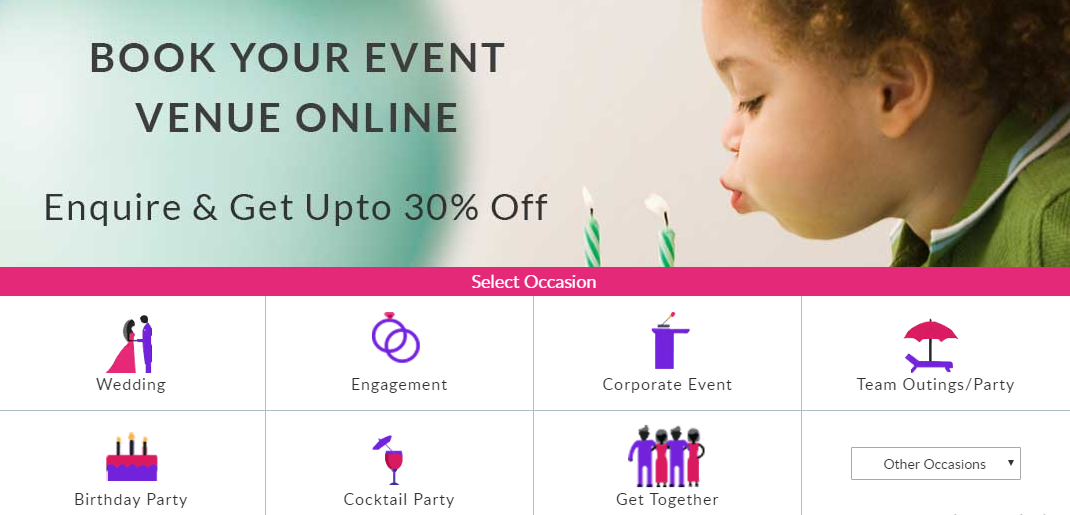 BOOK YOUR EVENT
VENUE ONLINE
Enquire & Get Upto 30% Off
Select Occasion
Wedding
Engagement
Corporate Event
Team Outings/Party
Birthday Party
Cocktail Party
Get Together
Other Occasions